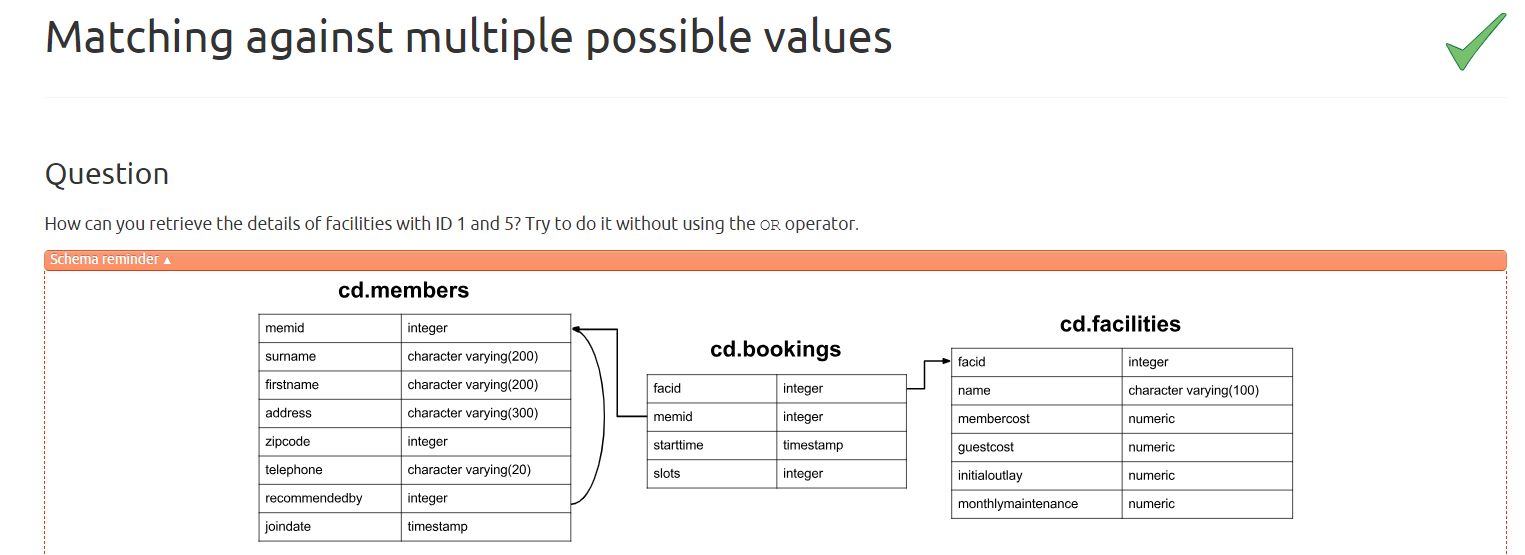 Matching against multiple possible values
Question
How can you retrieve the details of facilities with ID 1 and 5? Try to do it without using the OR operator.
Schema reminder ▲
cd.members
memid integer
surname character varying(200)
firstname character varying(200)
address character varying(300)
zipcode integer
telephone character varying(20)
recommendedby integer
joindate timestamp
cd.bookings
facid integer
memid integer
starttime timestamp
slots integer
cd.facilities
facid integer
name character varying(100)
membercost numeric
guestcost numeric
initialoutlay numeric
monthlymaintenance numeric